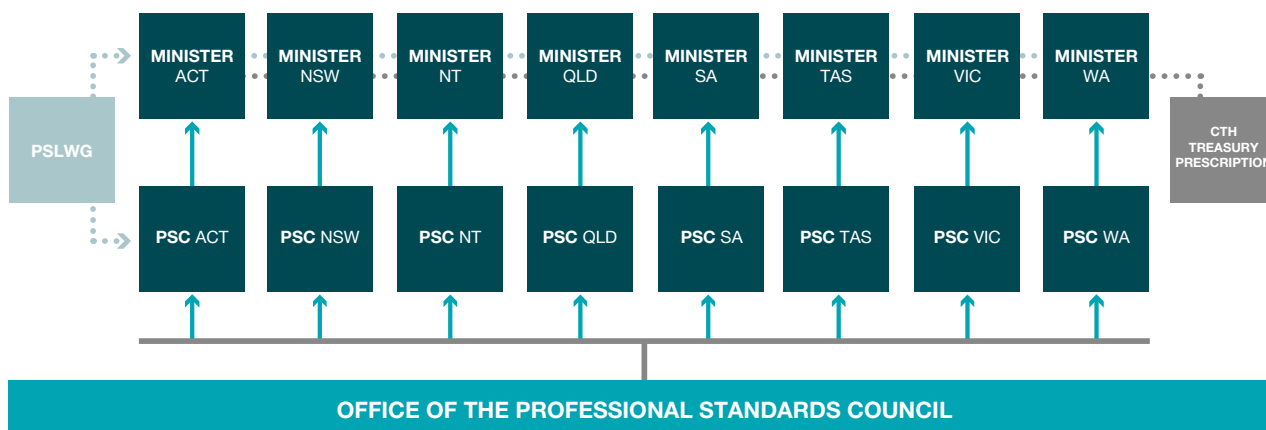 MINISTER
ACT
MINISTER
NSW
MINISTER
NT
MINISTER
QLD
MINISTER
SA
MINISTER
TAS
MINISTER
VIC
MINISTER
WA
PSLWG
CTH
TREASURY
PRESCRIPTION
PSC ACT
PSC NSW
PSC NT
PSC QLD
PSC SA
PSC TAS
PSC VIC
PSC WA
OFFICE OF THE PROFESSIONAL STANDARDS COUNCIL